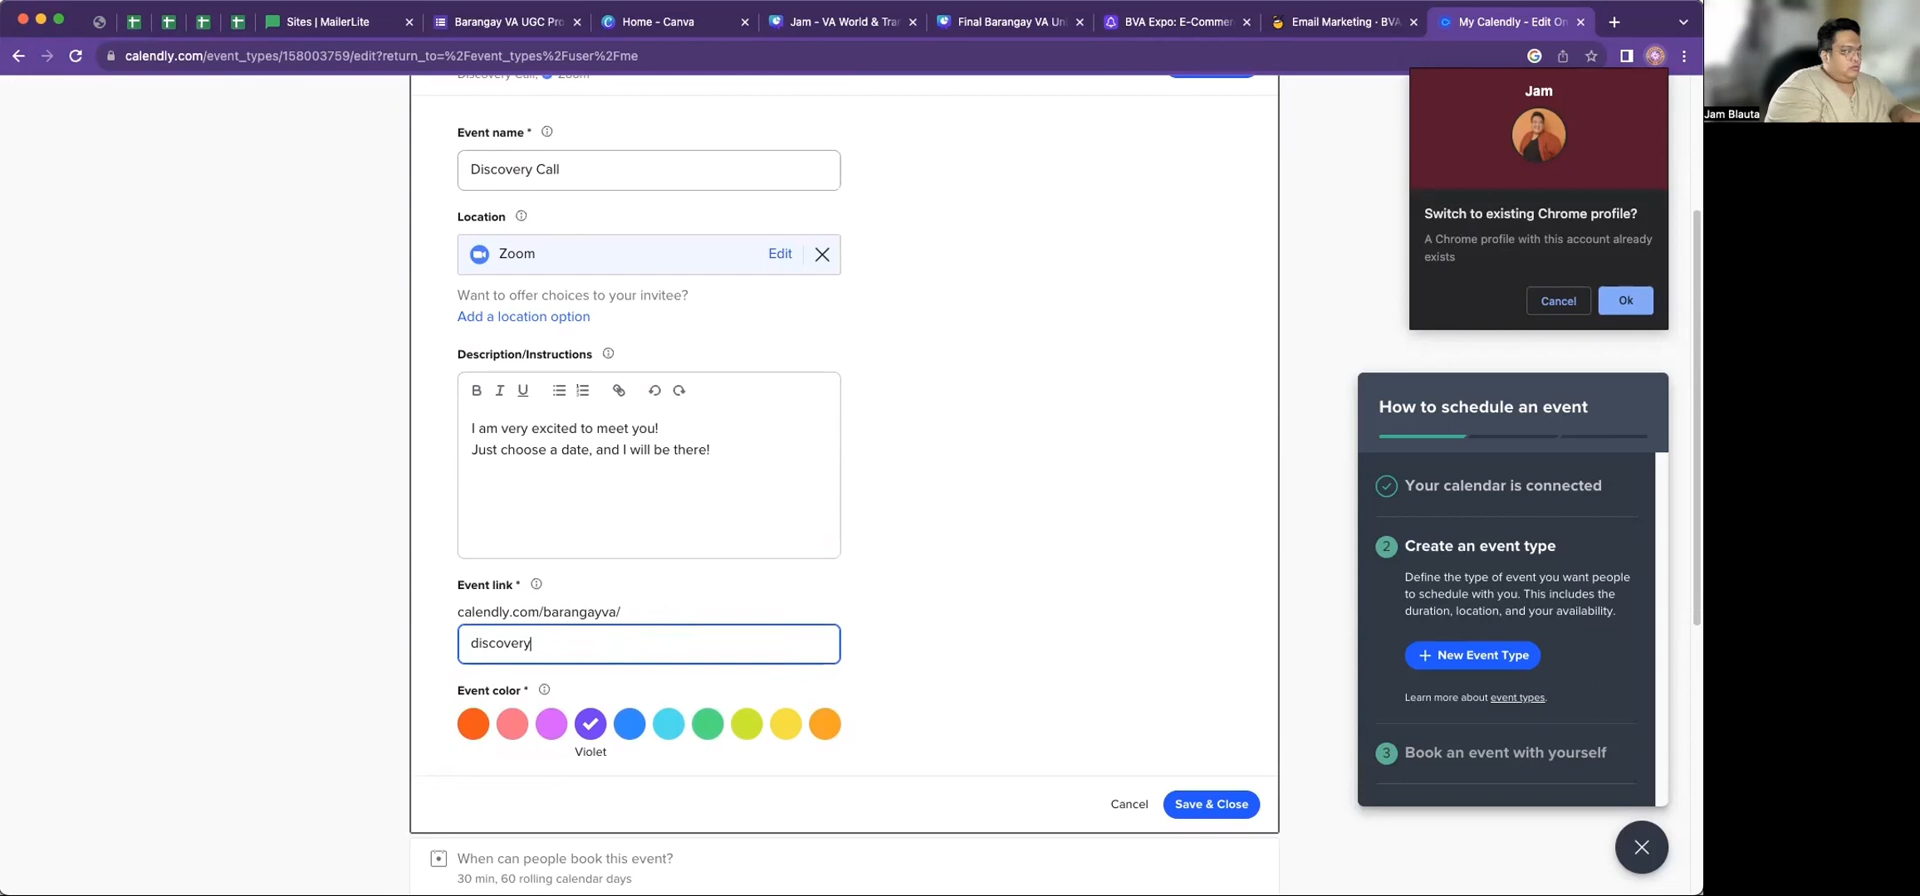 Sites | MailerLite
Barangay VA UGC Pro
Home - Canva
Jam - VA World & Tra
Final Barangay VA Un
BVA Expo: E-Commer
Email Marketing - BVA
My Calendly - Edit On
calendly.com/event_types/158003759/edit?return_to=%2Fevent_types%2Fuser%2Fme
Discovery Call, Zoom
Event name *
Discovery Call
Location
Zoom
Edit
Want to offer choices to your invitee?
Add a location option
Description/Instructions
B I U
I am very excited to meet you!
Just choose a date, and I will be there!
Event link *
calendly.com/barangayva/
discovery
Event color *
Violet
Cancel
Save & Close
When can people book this event?
30 min, 60 rolling calendar days
Jam
Switch to existing Chrome profile?
A Chrome profile with this account already
exists
Cancel
Ok
How to schedule an event
Your calendar is connected
2 Create an event type
Define the type of event you want people
to schedule with you. This includes the
duration, location, and your availability.
+ New Event Type
Learn more about event types.
3 Book an event with yourself
Jam Blauta